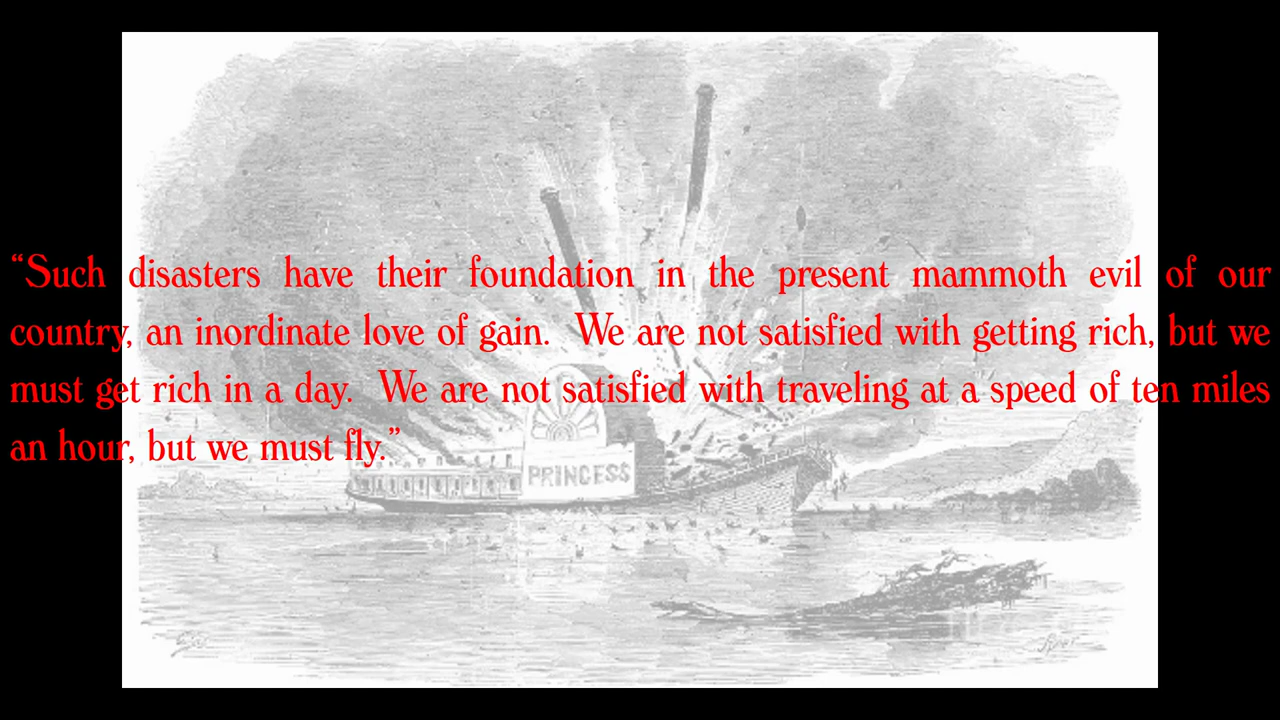 “Such disasters have their foundation in the present mammoth evil of our
country, an inordinate love of gain.  We are not satisfied with getting rich, but we
must get rich in a day.  We are not satisfied with traveling at a speed of ten miles
an hour, but we must fly.”
PRINCESS